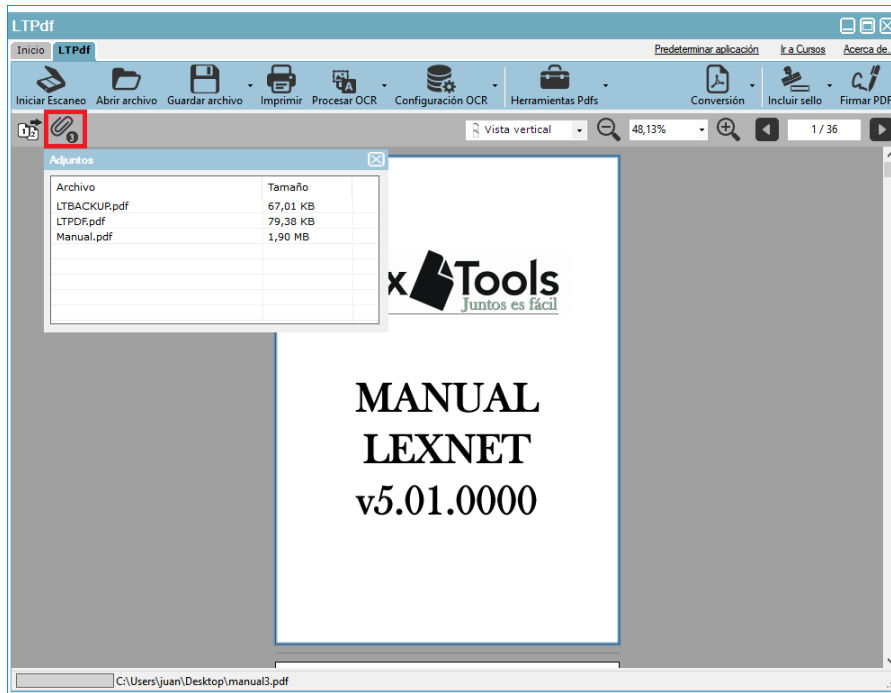 LTPdf
Inicio LTPdf Predeterminar aplicación Ir a Cursos Acerca de..
Iniciar Escaneo Abrir archivo Guardar archivo Imprimir Procesar OCR Configuración OCR Herramientas Pdfs Conversión Incluir sello Firmar PDF
1 2 3 Vista vertical 48,13% 1 / 36
Adjuntos
Archivo Tamaño
LTBACKUP.pdf 67,01 KB
LTPDF.pdf 79,38 KB
Manual.pdf 1,90 MB
x Tools
Juntos es fácil
MANUAL
LEXNET
v5.01.0000
C:\Users\juan\Desktop\manual3.pdf